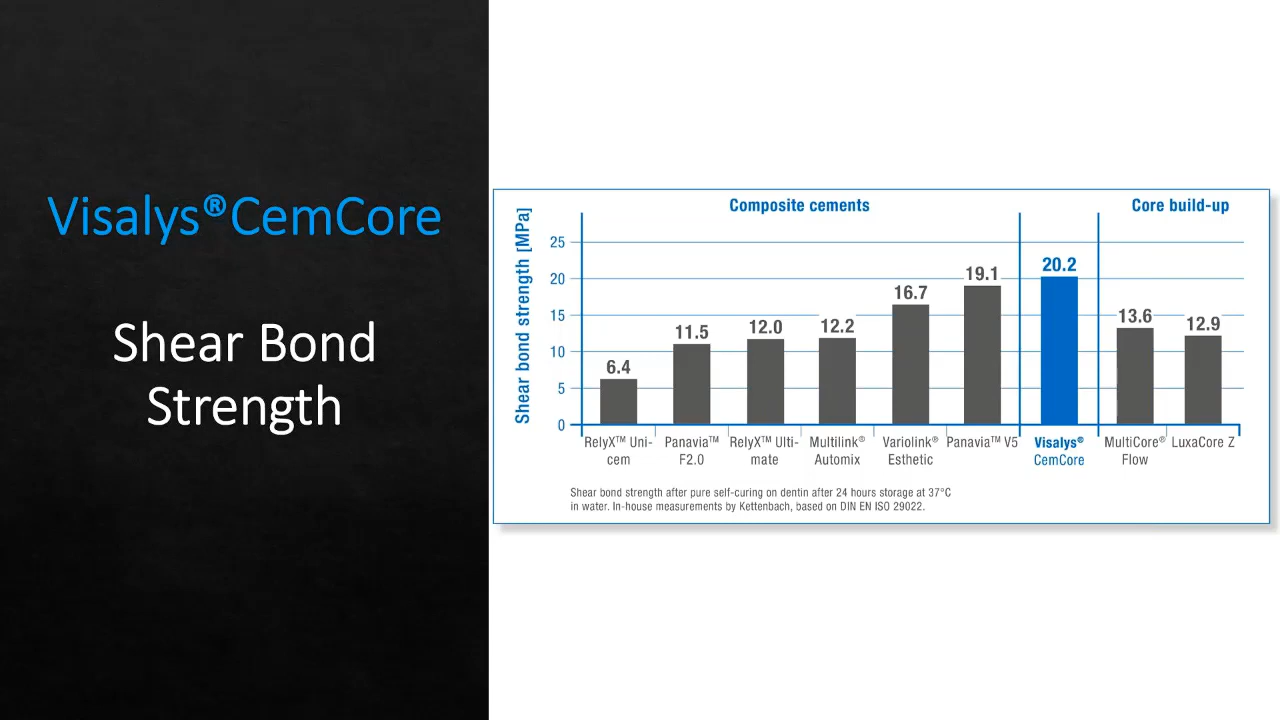 Visalys®CemCore
Shear Bond
Strength
Composite cements
Core build-up
Shear bond strength [MPa]
25
20
15
10
5
0
6.4
11.5
12.0
12.2
16.7
19.1
20.2
13.6
12.9
RelyX™ Uni-
cem
Panavia™
F2.0
RelyX™ Ulti-
mate
Multilink®
Automix
Variolink®
Esthetic
Panavia™ V5
Visalys®
CemCore
MultiCore®
Flow
LuxaCore Z
Shear bond strength after pure self-curing on dentin after 24 hours storage at 37°C
in water. In-house measurements by Kettenbach, based on DIN EN ISO 29022.